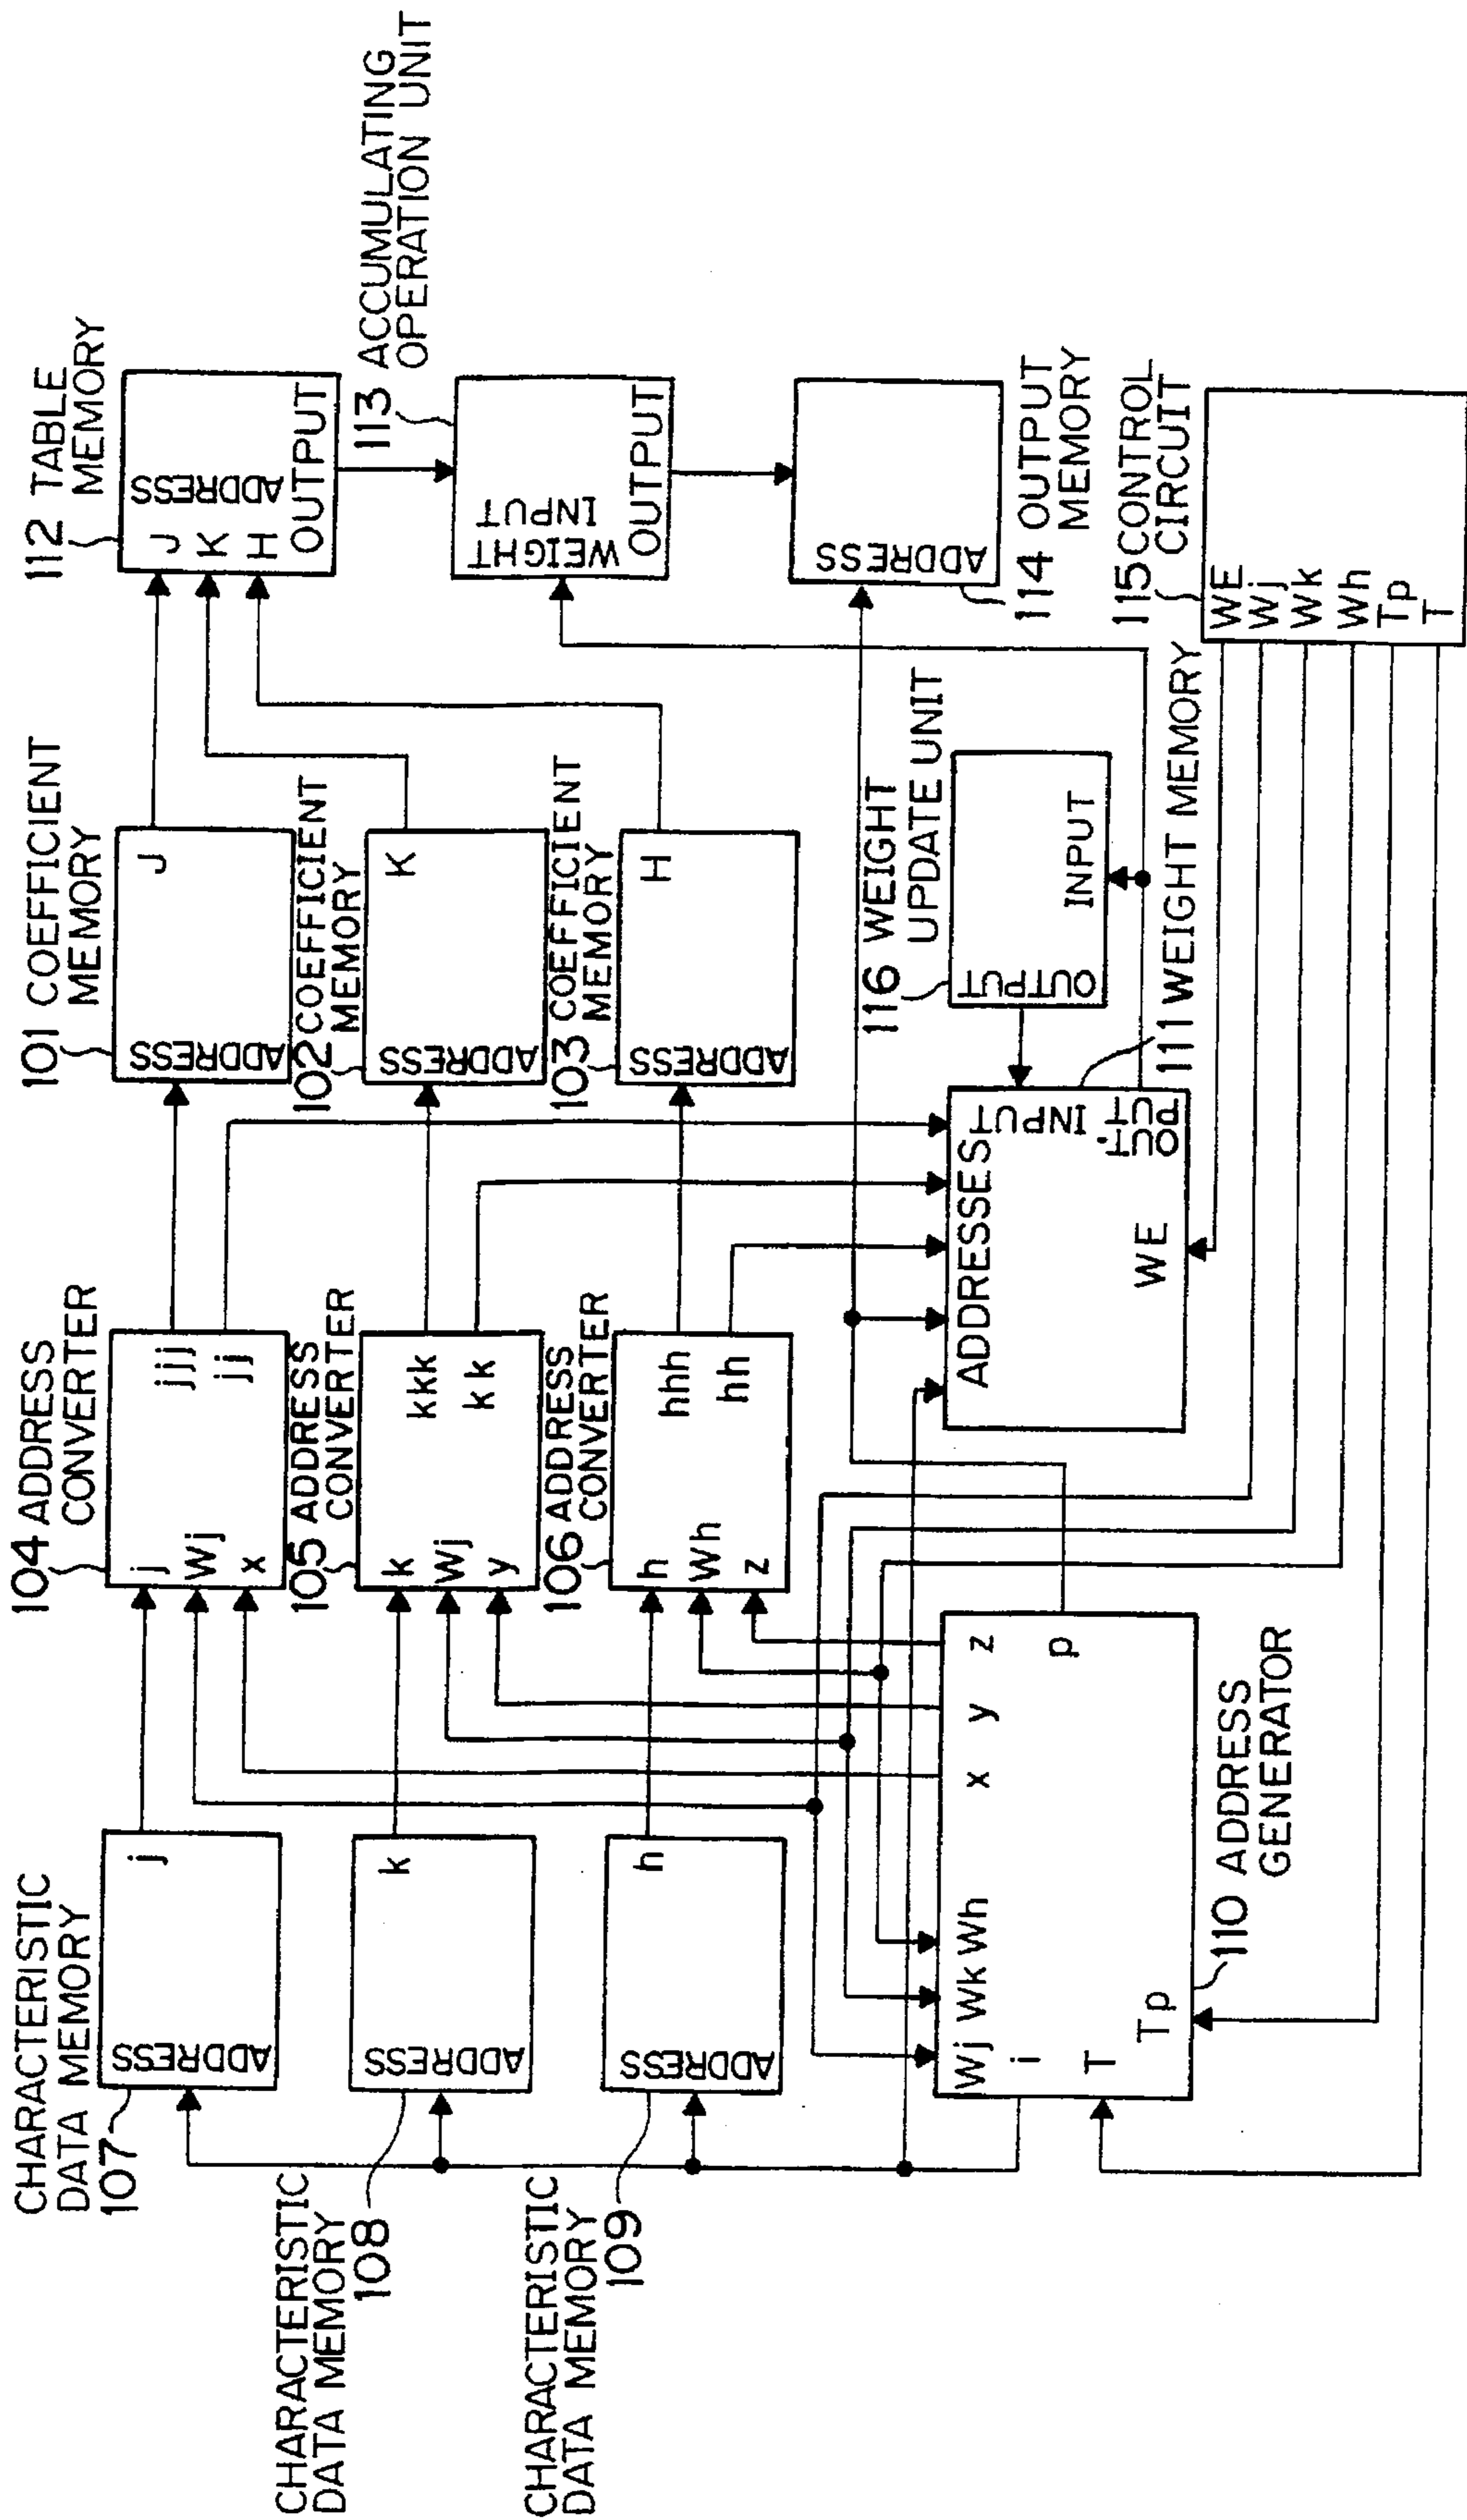 CHARACTERISTIC
DATA MEMORY
107
j
ADDRESS
CHARACTERISTIC
DATA MEMORY
108
k
ADDRESS
CHARACTERISTIC
DATA MEMORY
109
h
ADDRESS
104 ADDRESS
CONVERTER
j
Wj
x
jjj
jj
105 ADDRESS
CONVERTER
k
Wj
y
kkk
kk
106 ADDRESS
CONVERTER
h
Wh
z
hhh
hh
101 COEFFICIENT
MEMORY
J
ADDRESS
102 COEFFICIENT
MEMORY
K
ADDRESS
103 COEFFICIENT
MEMORY
H
ADDRESS
112 TABLE
MEMORY
J
K
H
ADDRESS
OUTPUT
113 ACCUMULATING
OPERATION UNIT
WEIGHT
INPUT
OUTPUT
114 OUTPUT
MEMORY
ADDRESS
116 WEIGHT
UPDATE UNIT
OUTPUT
INPUT
111 WEIGHT MEMORY
ADDRESSES
INPUT
OUTPUT
WE
110 ADDRESS
GENERATOR
Wj Wk Wh
x y z
i
p
T
Tp
115 CONTROL
CIRCUIT
WE
Wj
Wk
Wh
Tp
T